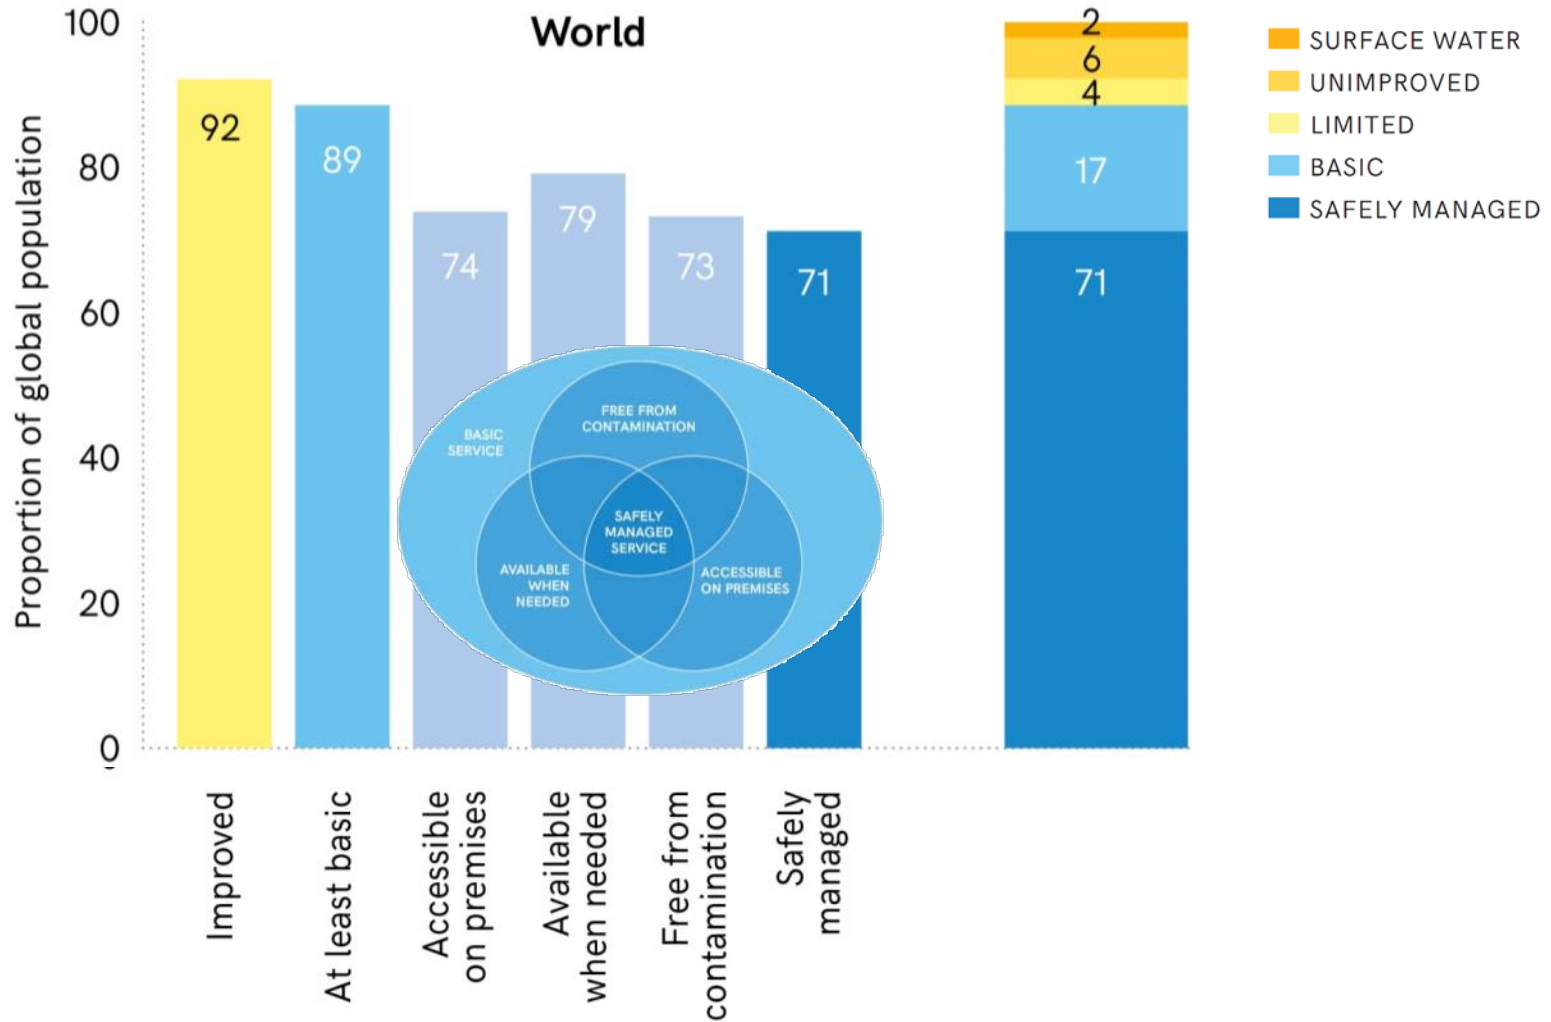 World
Proportion of global population
100
80
60
40
20
0
92
89
74
79
73
71
2
6
4
17
71
SURFACE WATER
UNIMPROVED
LIMITED
BASIC
SAFELY MANAGED
BASIC
SERVICE
FREE FROM
CONTAMINATION
SAFELY
MANAGED
SERVICE
AVAILABLE
WHEN
NEEDED
ACCESSIBLE
ON PREMISES
Improved
At least basic
Accessible
on premises
Available
when needed
Free from
contamination
Safely
managed